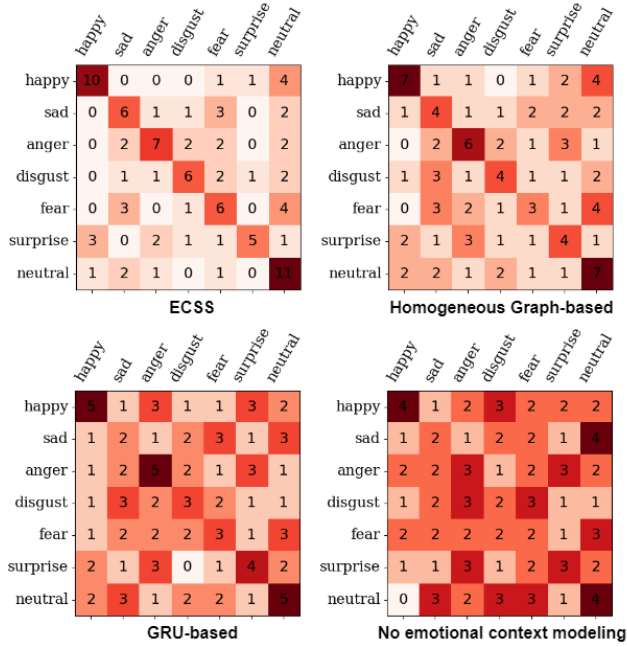 happy sad anger disgust fear surprise neutral
happy 10 0 0 0 1 1 4
sad 0 6 1 1 3 0 2
anger 0 2 7 2 2 0 2
disgust 0 1 1 6 2 1 2
fear 0 3 0 1 6 0 4
surprise 3 0 2 1 1 5 1
neutral 1 2 1 0 1 0 11
ECSS
happy sad anger disgust fear surprise neutral
happy 7 1 1 0 1 2 4
sad 1 4 1 1 2 2 2
anger 0 2 6 2 1 3 1
disgust 1 3 1 4 1 1 2
fear 0 3 2 1 3 1 4
surprise 2 1 3 1 1 4 1
neutral 2 2 1 2 1 1 7
Homogeneous Graph-based
happy sad anger disgust fear surprise neutral
happy 5 1 3 1 1 3 2
sad 1 2 1 2 3 1 3
anger 1 2 5 2 1 3 1
disgust 1 3 2 3 2 1 1
fear 1 2 2 2 3 1 3
surprise 2 1 3 0 1 4 2
neutral 2 3 1 2 2 1 5
GRU-based
happy sad anger disgust fear surprise neutral
happy 4 1 2 3 2 2 2
sad 1 2 1 2 2 1 4
anger 2 2 3 1 2 3 2
disgust 1 2 3 2 3 1 1
fear 2 2 2 2 2 1 3
surprise 1 1 3 1 2 3 2
neutral 0 3 2 3 3 1 4
No emotional context modeling